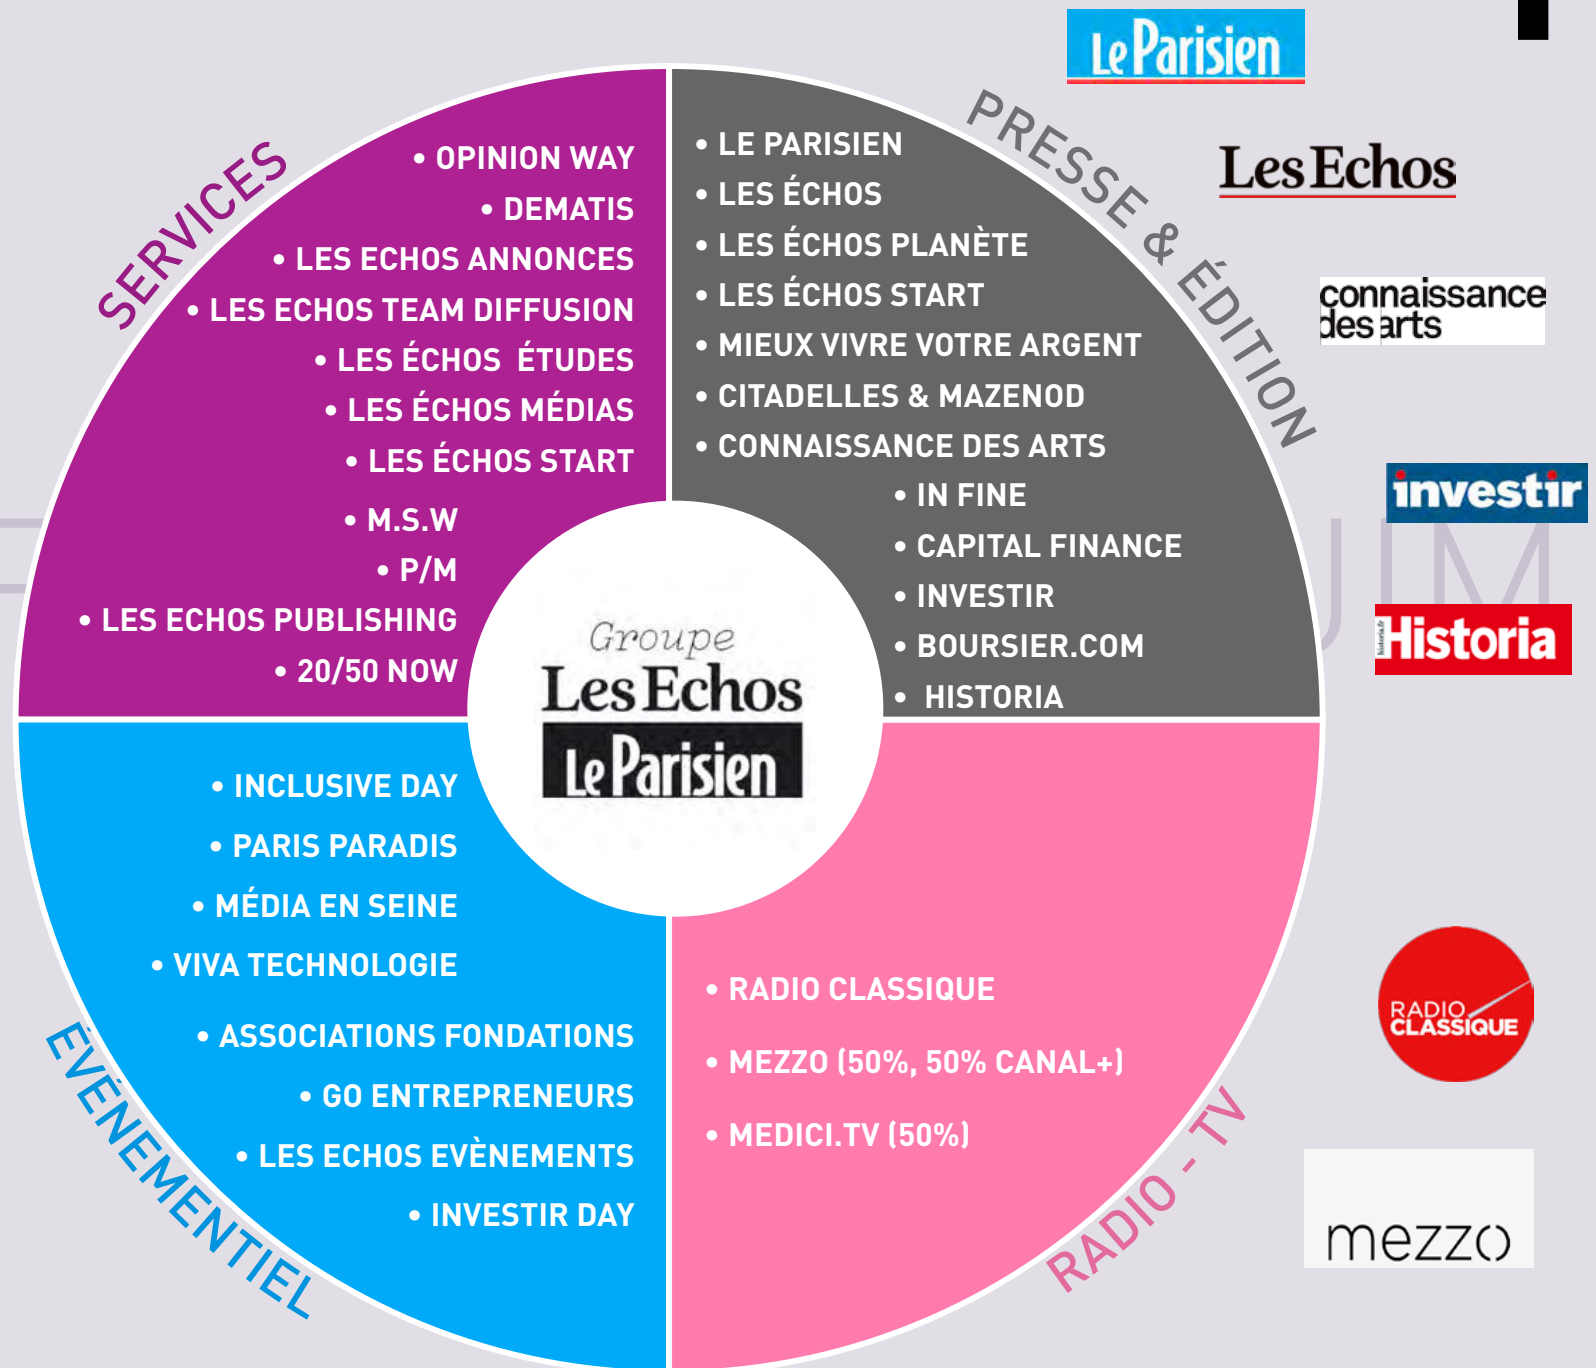 SERVICES
• OPINION WAY
• DEMATIS
• LES ECHOS ANNONCES
• LES ECHOS TEAM DIFFUSION
• LES ÉCHOS ÉTUDES
• LES ÉCHOS MÉDIAS
• LES ÉCHOS START
• M.S.W
• P/M
• LES ECHOS PUBLISHING
• 20/50 NOW
PRESSE & ÉDITION
• LE PARISIEN
• LES ÉCHOS
• LES ÉCHOS PLANÈTE
• LES ÉCHOS START
• MIEUX VIVRE VOTRE ARGENT
• CITADELLES & MAZENOD
• CONNAISSANCE DES ARTS
• IN FINE
• CAPITAL FINANCE
• INVESTIR
• BOURSIER.COM
• HISTORIA
Groupe
Les Echos
Le Parisien
ÉVÉNEMENTIEL
• INCLUSIVE DAY
• PARIS PARADIS
• MÉDIA EN SEINE
• VIVA TECHNOLOGIE
• ASSOCIATIONS FONDATIONS
• GO ENTREPRENEURS
• LES ECHOS EVÈNEMENTS
• INVESTIR DAY
RADIO - TV
• RADIO CLASSIQUE
• MEZZO (50%, 50% CANAL+)
• MEDICI.TV (50%)
Le Parisien
Les Echos
connaissance
des arts
investir
historia.fr
Historia
RADIO
CLASSIQUE
mezzo